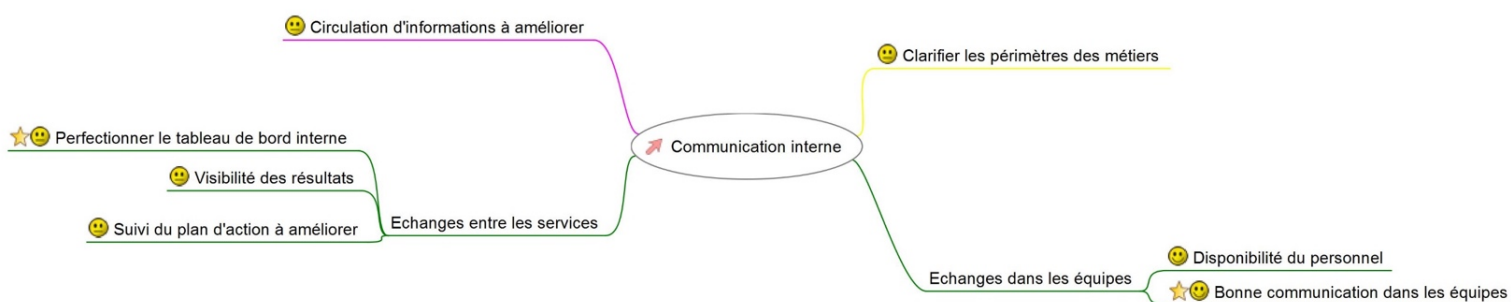 Circulation d'informations à améliorer
Clarifier les périmètres des métiers
Perfectionner le tableau de bord interne
Communication interne
Visibilité des résultats
Suivi du plan d'action à améliorer
Echanges entre les services
Disponibilité du personnel
Echanges dans les équipes
Bonne communication dans les équipes